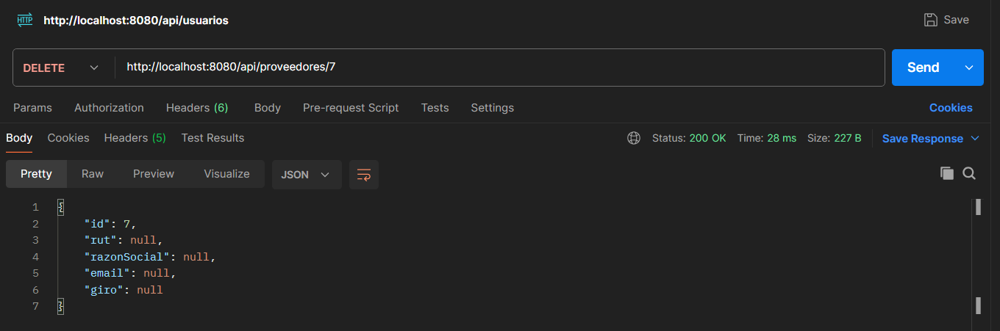 HTTP http://localhost:8080/api/usuarios Save
DELETE http://localhost:8080/api/proveedores/7 Send
Params Authorization Headers (6) Body Pre-request Script Tests Settings Cookies
Body Cookies Headers (5) Test Results Status: 200 OK Time: 28 ms Size: 227 B Save Response
Pretty Raw Preview Visualize JSON
1 {
2 "id": 7,
3 "rut": null,
4 "razonSocial": null,
5 "email": null,
6 "giro": null
7 }